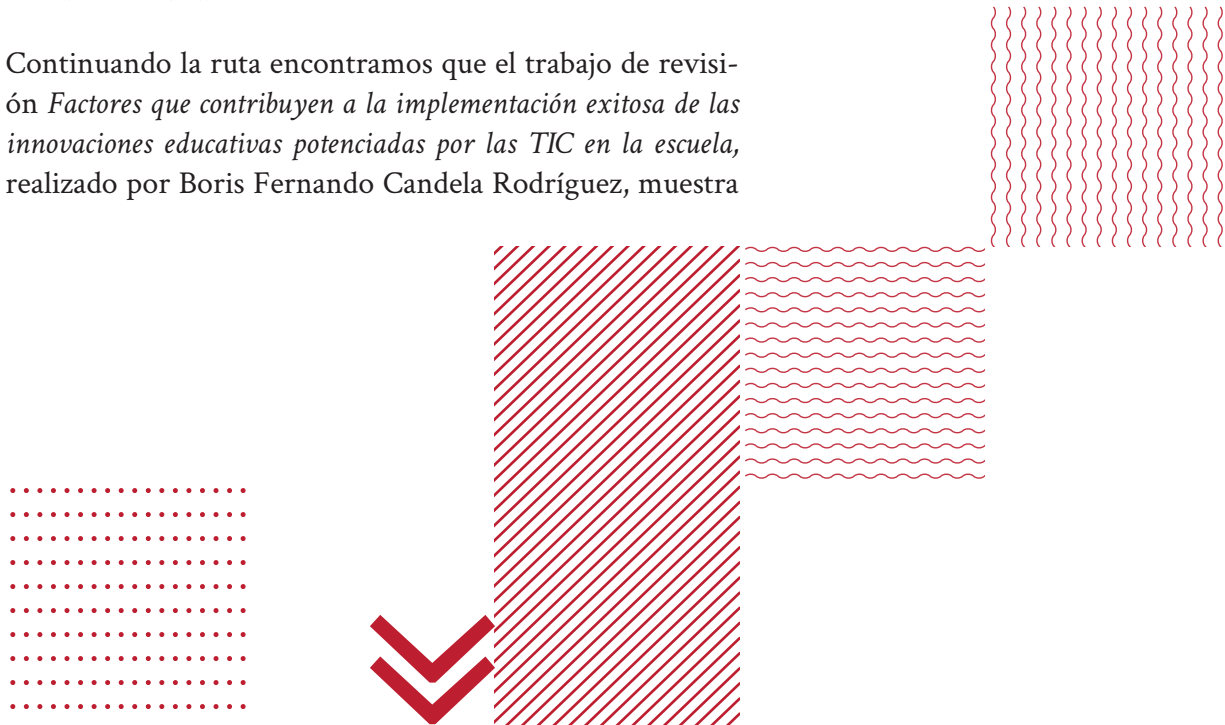 Continuando la ruta encontramos que el trabajo de revisi-
ón Factores que contribuyen a la implementación exitosa de las
innovaciones educativas potenciadas por las TIC en la escuela,
realizado por Boris Fernando Candela Rodríguez, muestra